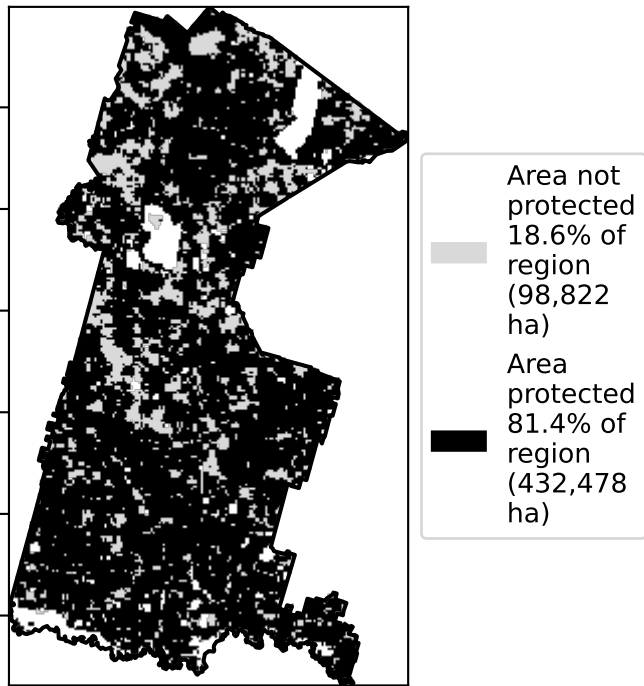 Area not
protected
18.6% of
region
(98,822
ha)
Area
protected
81.4% of
region
(432,478
ha)